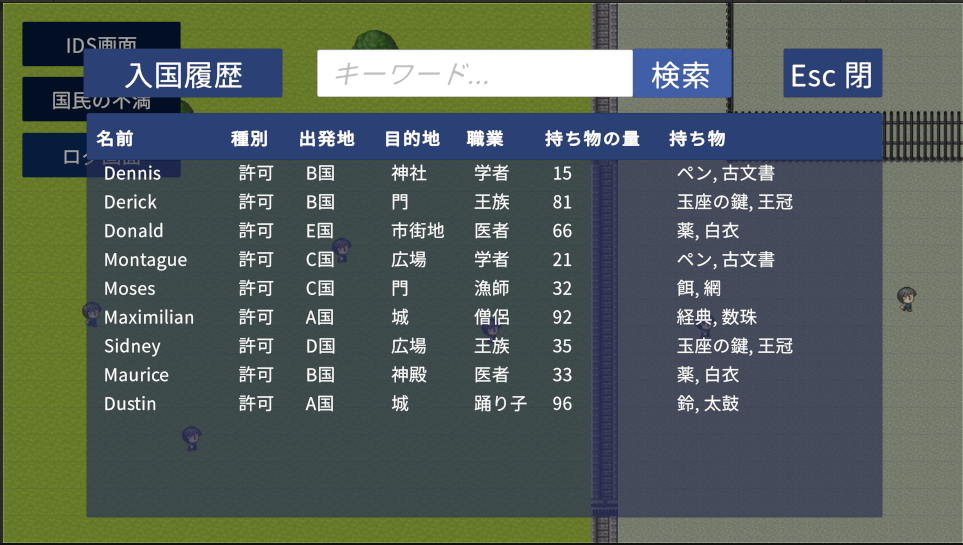 IDS画面
入国履歴
キーワード...
検索
Esc 閉
国民の不満
ログ画面
名前 種別 出発地 目的地 職業 持ち物の量 持ち物
Dennis 許可 B国 神社 学者 15 ペン, 古文書
Derick 許可 B国 門 王族 81 玉座の鍵, 王冠
Donald 許可 E国 市街地 医者 66 薬, 白衣
Montague 許可 C国 広場 学者 21 ペン, 古文書
Moses 許可 C国 門 漁師 32 餌, 網
Maximilian 許可 A国 城 僧侶 92 経典, 数珠
Sidney 許可 D国 広場 王族 35 玉座の鍵, 王冠
Maurice 許可 B国 神殿 医者 33 薬, 白衣
Dustin 許可 A国 城 踊り子 96 鈴, 太鼓